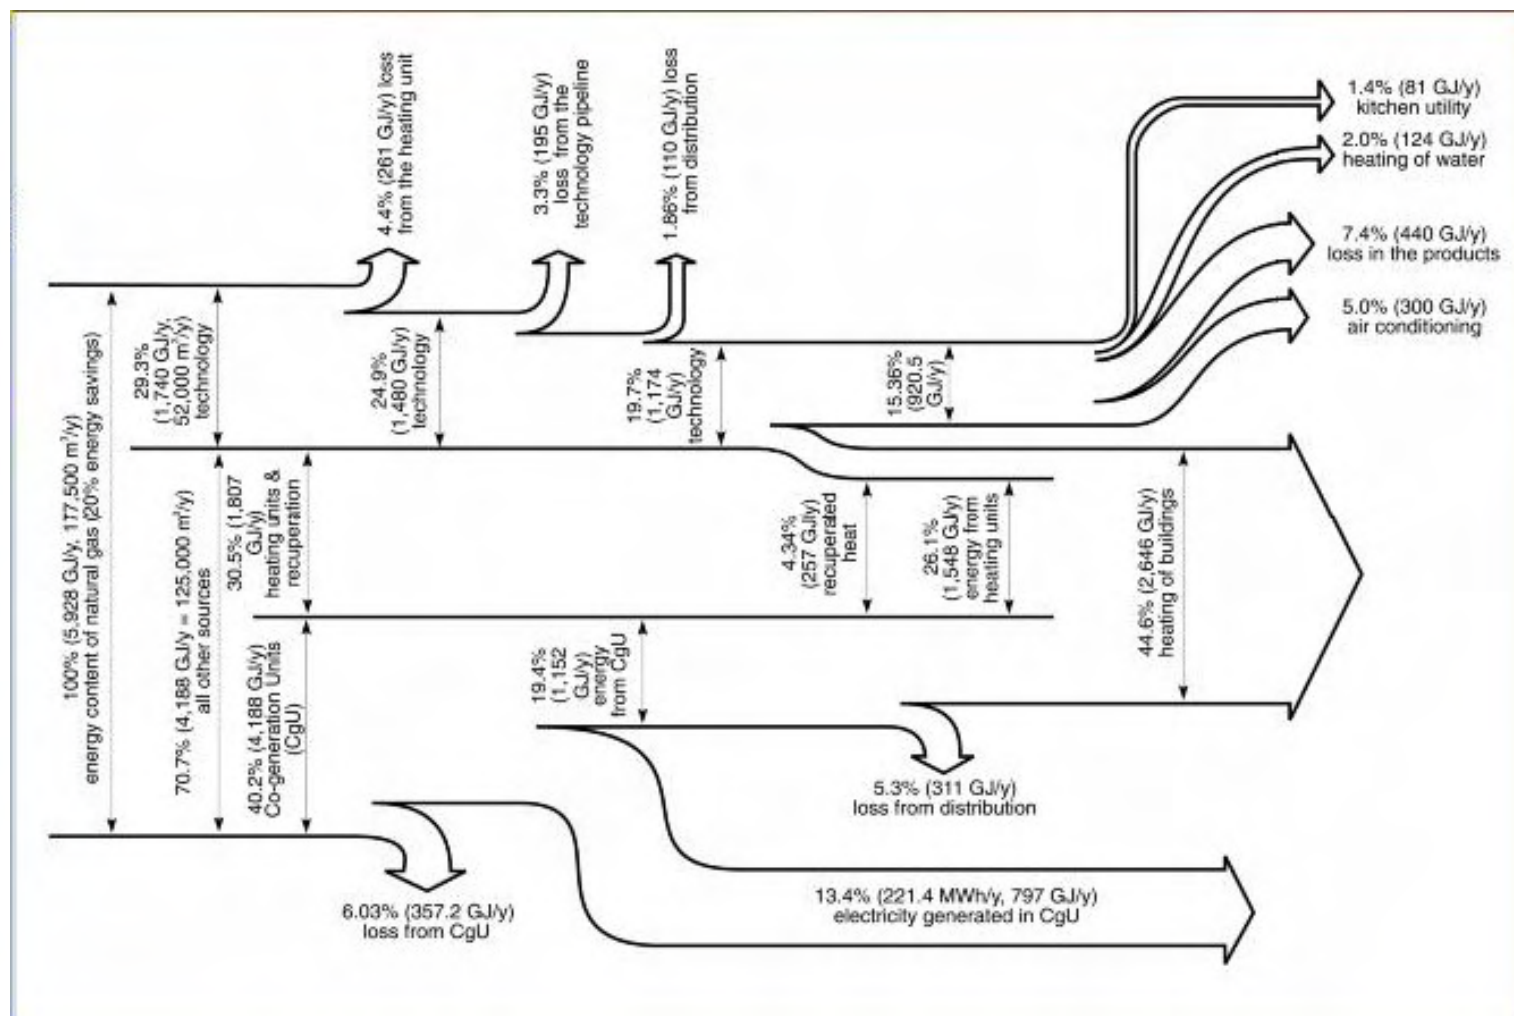 4.4% (261 GJ/y) loss
from the heating unit
3.3% (195 GJ/y)
loss from the
technology pipeline
1.86% (110 GJ/y) loss
from distribution
1.4% (81 GJ/y)
kitchen utility
2.0% (124 GJ/y)
heating of water
7.4% (440 GJ/y)
loss in the products
5.0% (300 GJ/y)
air conditioning
100% (5.928 GJ/y, 177,500 m³/y)
energy content of natural gas (20% energy savings)
29.3%
(1,740 GJ/y,
52,000 m³/y)
technology
24.9%
(1,480 GJ/y)
technology
19.7%
(1,174
GJ/y)
technology
15.36%
(920.5
GJ/y)
70.7% (4,188 GJ/y = 125,000 m³/y)
all other sources
30.5% (1,807
GJ/y)
heating units &
recuperation
40.2% (4,188 GJ/y)
Co-generation Units
(CgU)
19.4%
(1,152
GJ/y)
energy
from CgU
4.34%
(257 GJ/y)
recuperated
heat
26.1%
(1,548 GJ/y)
energy from
heating units
44.6% (2,646 GJ/y)
heating of buildings
5.3% (311 GJ/y)
loss from distribution
6.03% (357.2 GJ/y)
loss from CgU
13.4% (221.4 MWh/y, 797 GJ/y)
electricity generated in CgU